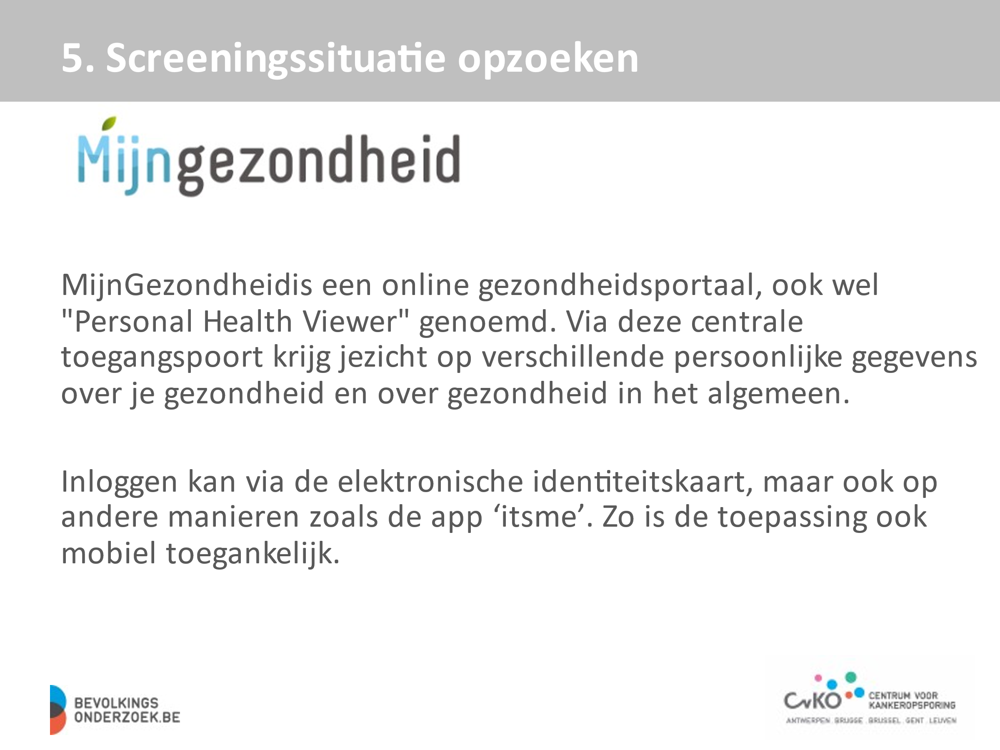 5. Screeningssituatie opzoeken
Mijngezondheid
MijnGezondheidis een online gezondheidsportaal, ook wel
"Personal Health Viewer" genoemd. Via deze centrale
toegangspoort krijg jezicht op verschillende persoonlijke gegevens
over je gezondheid en over gezondheid in het algemeen.
Inloggen kan via de elektronische identiteitskaart, maar ook op
andere manieren zoals de app ‘itsme’. Zo is de toepassing ook
mobiel toegankelijk.
BEVOLKINGS
ONDERZOEK.BE
CvKO
CENTRUM VOOR
KANKEROPSPORING
ANTWERPEN . BRUGGE . BRUSSEL . GENT . LEUVEN